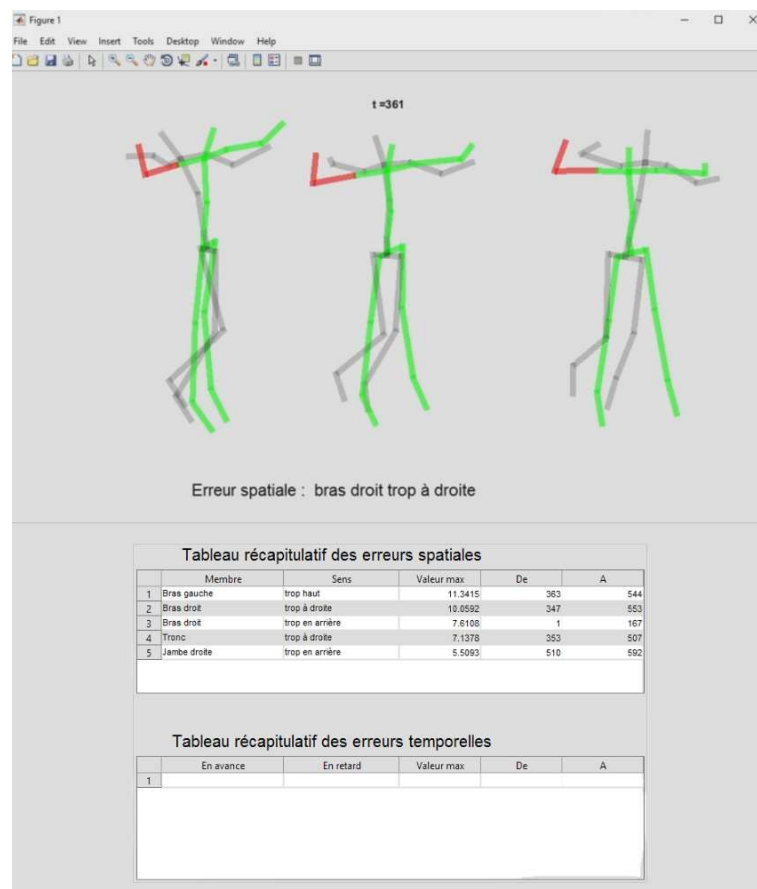 Figure 1
File Edit View Insert Tools Desktop Window Help
t =361
Erreur spatiale : bras droit trop à droite
Tableau récapitulatif des erreurs spatiales
Membre Sens Valeur max De A
1 Bras gauche trop haut 11.3415 363 544
2 Bras droit trop à droite 10.0592 347 553
3 Bras droit trop en arrière 7.6108 1 167
4 Tronc trop à droite 7.1378 353 507
5 Jambe droite trop en arrière 5.5093 510 592
Tableau récapitulatif des erreurs temporelles
En avance En retard Valeur max De A
1